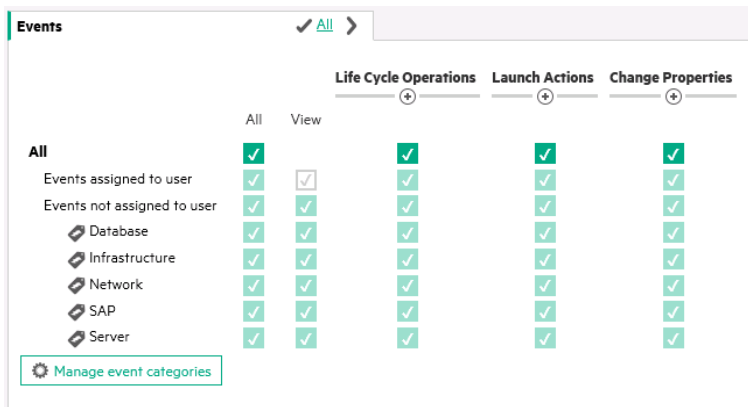 Events All
Life Cycle Operations Launch Actions Change Properties
All View
All
Events assigned to user
Events not assigned to user
Database
Infrastructure
Network
SAP
Server
Manage event categories